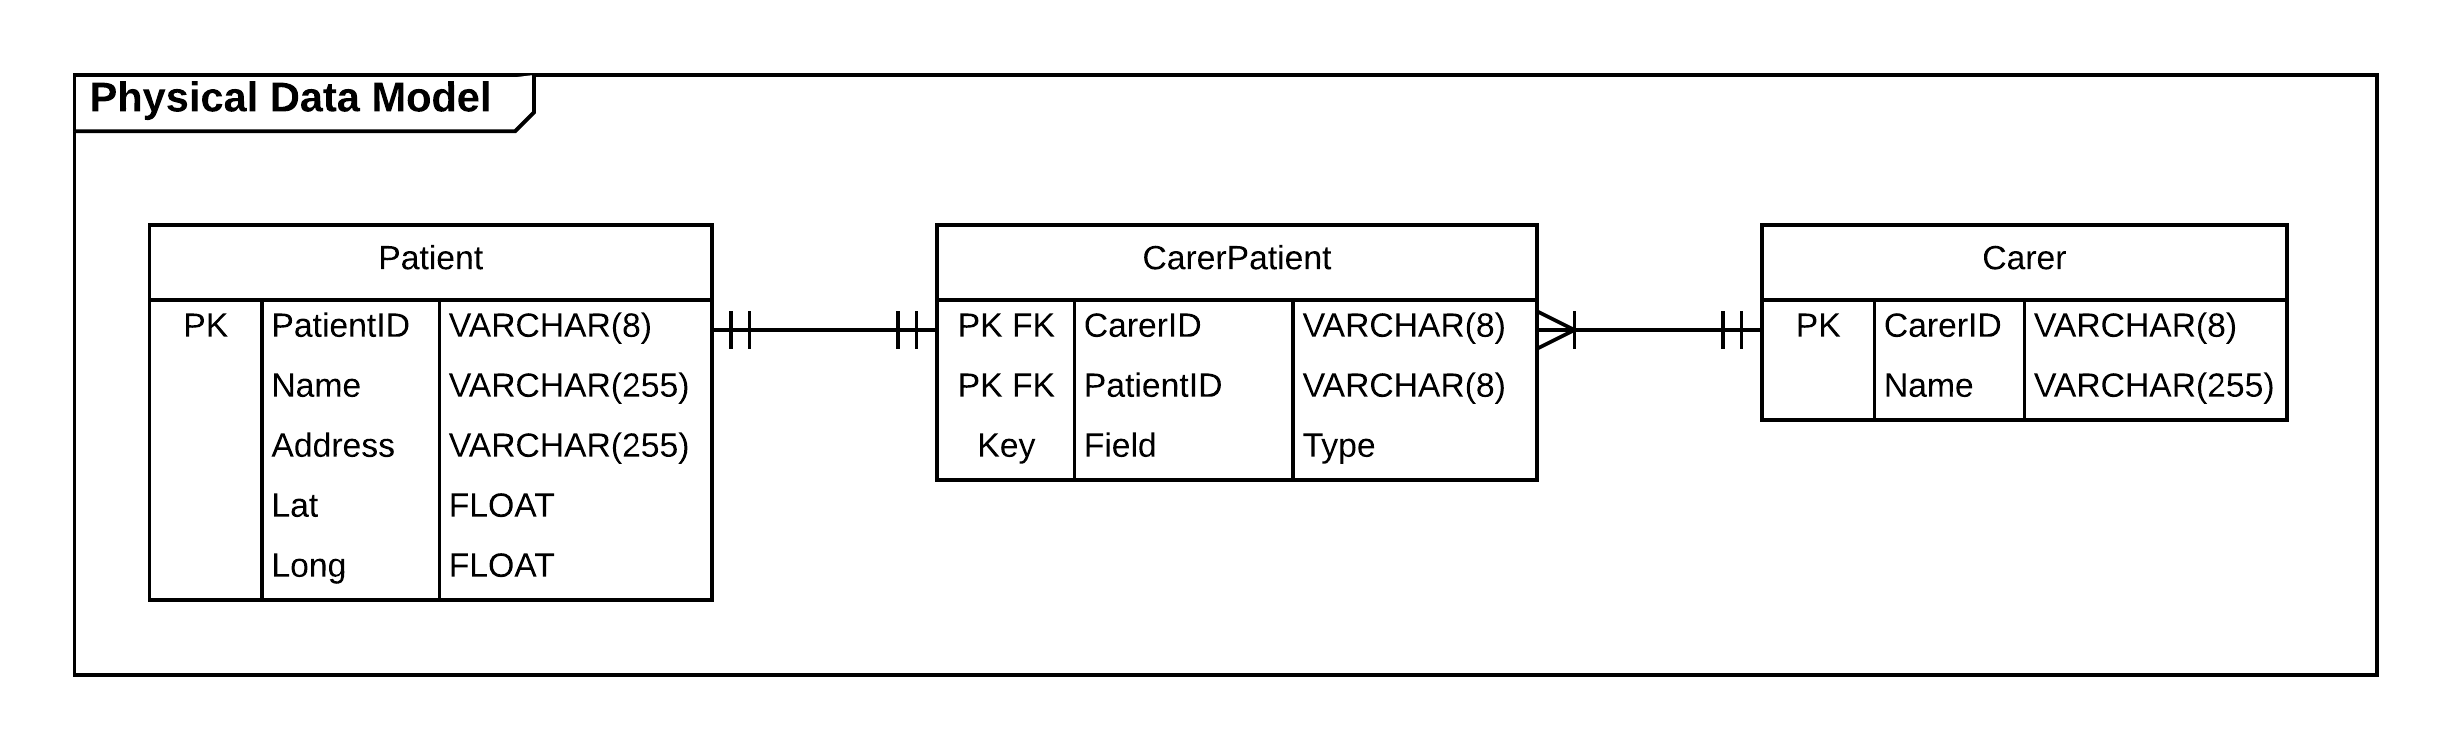 Physical Data Model
Patient
PK PatientID VARCHAR(8)
Name VARCHAR(255)
Address VARCHAR(255)
Lat FLOAT
Long FLOAT
CarerPatient
PK FK CarerID VARCHAR(8)
PK FK PatientID VARCHAR(8)
Key Field Type
Carer
PK CarerID VARCHAR(8)
Name VARCHAR(255)